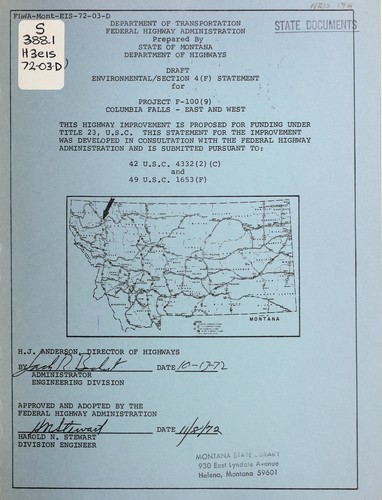 FHWA-Mont-EIS-72-03-D
S
388.1
H3eis
72-03-D
STATE DOCUMENTS
DEPARTMENT OF TRANSPORTATION
FEDERAL HIGHWAY ADMINISTRATION
Prepared By
STATE OF MONTANA
DEPARTMENT OF HIGHWAYS
DRAFT
ENVIRONMENTAL/SECTION 4(F) STATEMENT
for
PROJECT F-100(9)
COLUMBIA FALLS - EAST AND WEST
THIS HIGHWAY IMPROVEMENT IS PROPOSED FOR FUNDING UNDER
TITLE 23, U.S.C. THIS STATEMENT FOR THE IMPROVEMENT
WAS DEVELOPED IN CONSULTATION WITH THE FEDERAL HIGHWAY
ADMINISTRATION AND IS SUBMITTED PURSUANT TO:
42 U.S.C. 4332(2)(C)
and
49 U.S.C. 1653(F)
MONTANA
H.J. ANDERSON, DIRECTOR OF HIGHWAYS
BY DATE 10-17-72
ADMINISTRATOR
ENGINEERING DIVISION
APPROVED AND ADOPTED BY THE
FEDERAL HIGHWAY ADMINISTRATION
HNStewart DATE 11/8/72
HAROLD N. STEWART
DIVISION ENGINEER
MONTANA STATE LIBRARY
930 East Lyndale Avenue
Helena, Montana 59601